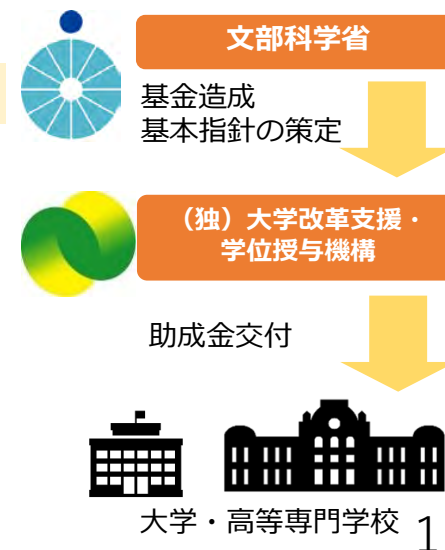 文部科学省
基金造成
基本指針の策定
（独）大学改革支援・
学位授与機構
助成金交付
大学・高等専門学校
1